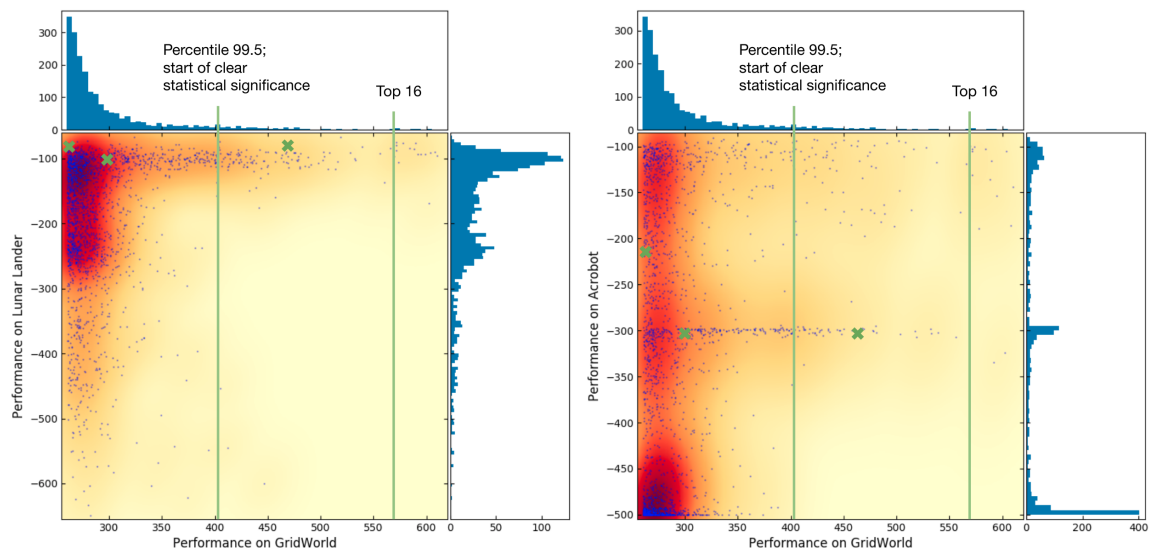 300
200
100
0
Percentile 99.5;
start of clear
statistical significance
Top 16
−100
−200
−300
−400
−500
−600
Performance on Lunar Lander
300 350 400 450 500 550 600
Performance on GridWorld
0 50 100
300
200
100
0
Percentile 99.5;
start of clear
statistical significance
Top 16
−100
−150
−200
−250
−300
−350
−400
−450
−500
Performance on Acrobot
300 350 400 450 500 550 600
Performance on GridWorld
0 200 400